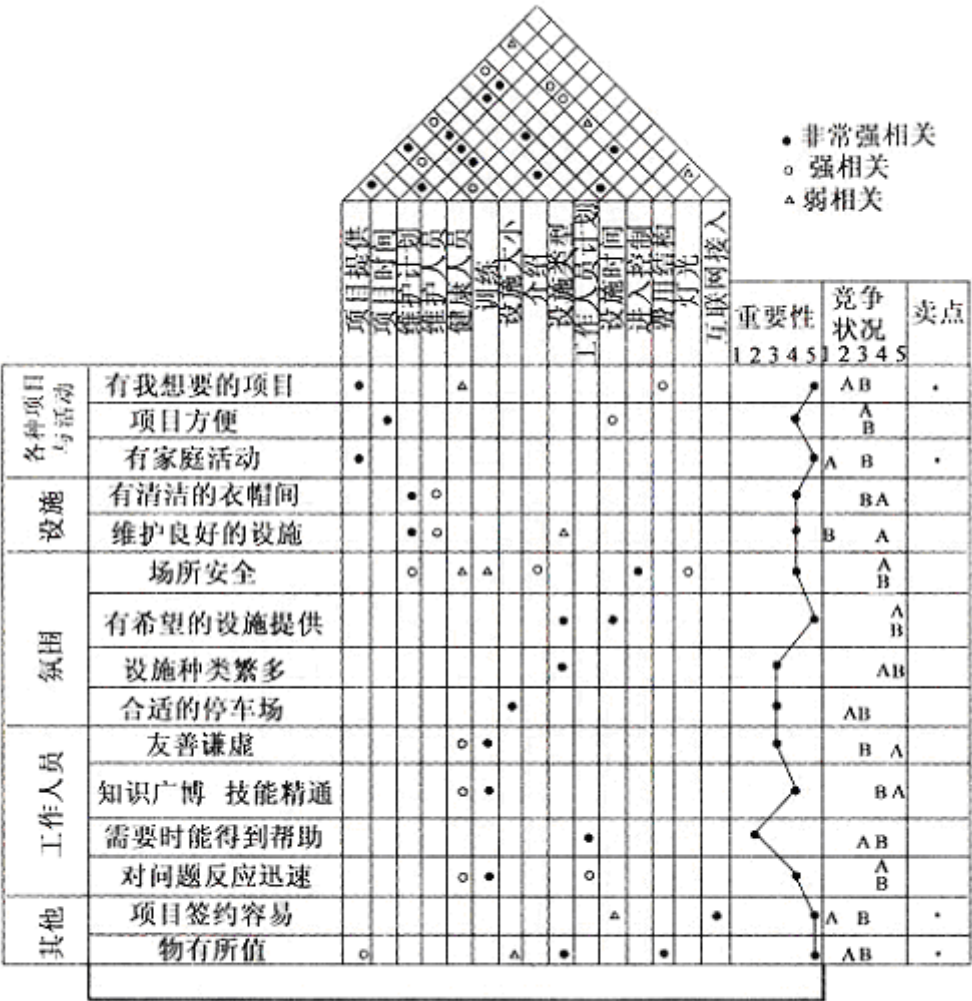 非常强相关
强相关
弱相关
项目提供
项目时间
维护计划
维护人员
健康人员
训练
设施大小
介绍
设施类型
工作人员计划
设施时间
进入控制
费用结构
灯光
互联网接入
重要性
1 2 3 4 5
竞争
状况
1 2 3 4 5
卖点
各种项目
与活动
有我想要的项目
A B
项目方便
A
B
有家庭活动
A B
设施
有清洁的衣帽间
B A
维护良好的设施
B A
氛围
场所安全
A
B
有希望的设施提供
A
B
设施种类繁多
A B
合适的停车场
A B
工作人员
友善谦虚
B A
知识广博 技能精通
B A
需要时能得到帮助
A B
对问题反应迅速
A
B
其他
项目签约容易
A B
物有所值
A B